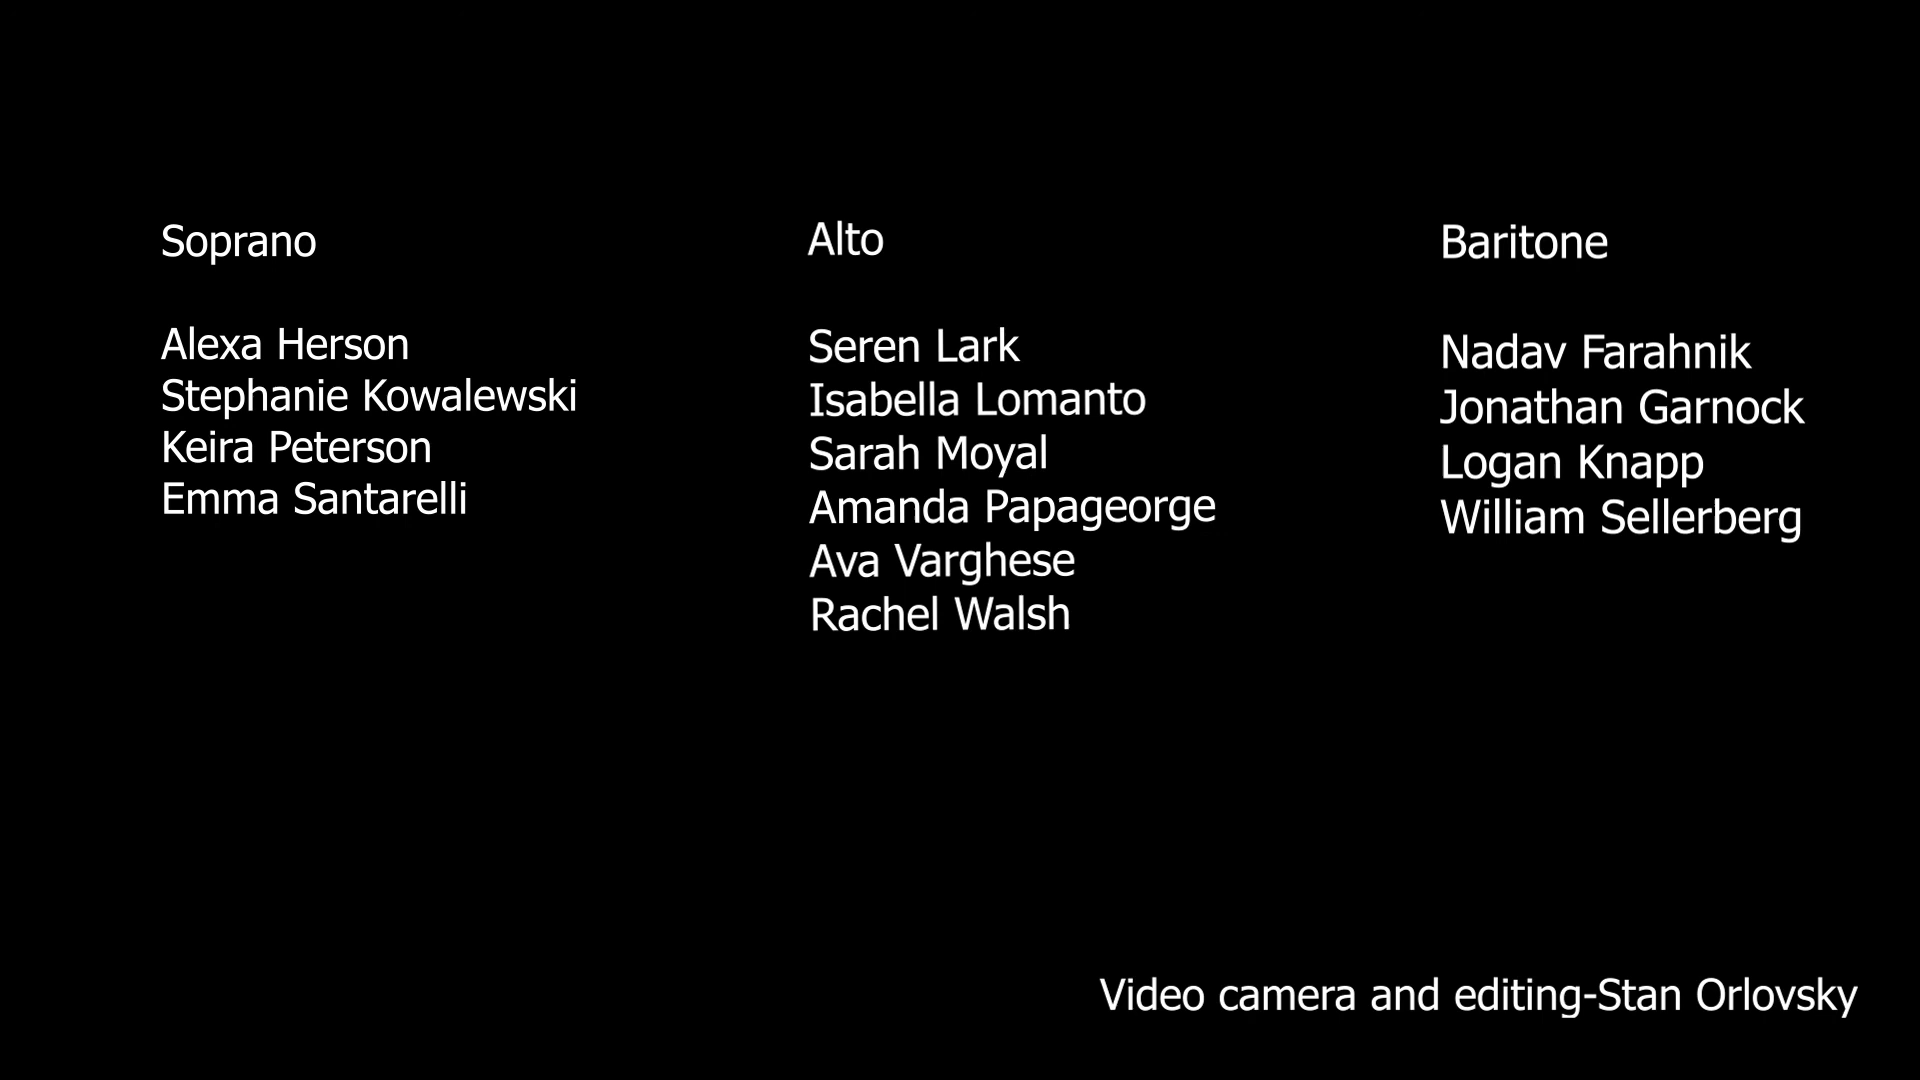 Soprano
Alexa Herson
Stephanie Kowalewski
Keira Peterson
Emma Santarelli
Alto
Seren Lark
Isabella Lomanto
Sarah Moyal
Amanda Papageorge
Ava Varghese
Rachel Walsh
Baritone
Nadav Farahnik
Jonathan Garnock
Logan Knapp
William Sellerberg
Video camera and editing-Stan Orlovsky